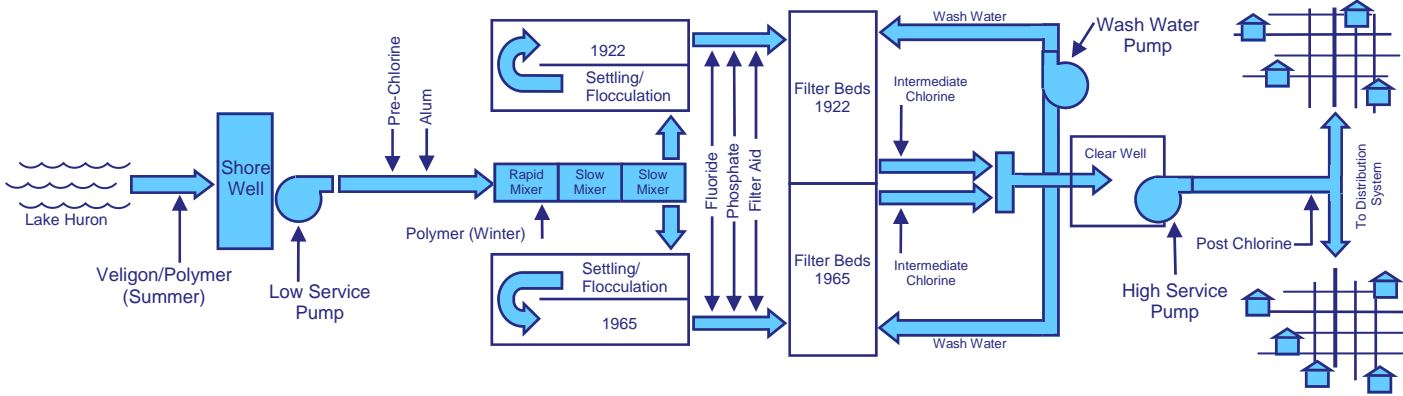 Lake Huron
Veligon/Polymer
(Summer)
Shore
Well
Low Service
Pump
Pre-Chlorine
Alum
Rapid
Mixer
Slow
Mixer
Slow
Mixer
Polymer (Winter)
1922
Settling/
Flocculation
Settling/
Flocculation
1965
Fluoride
Phosphate
Filter Aid
Filter Beds
1922
Filter Beds
1965
Wash Water
Wash Water
Pump
Intermediate
Chlorine
Intermediate
Chlorine
Wash Water
Clear Well
High Service
Pump
Post Chlorine
To Distribution
System